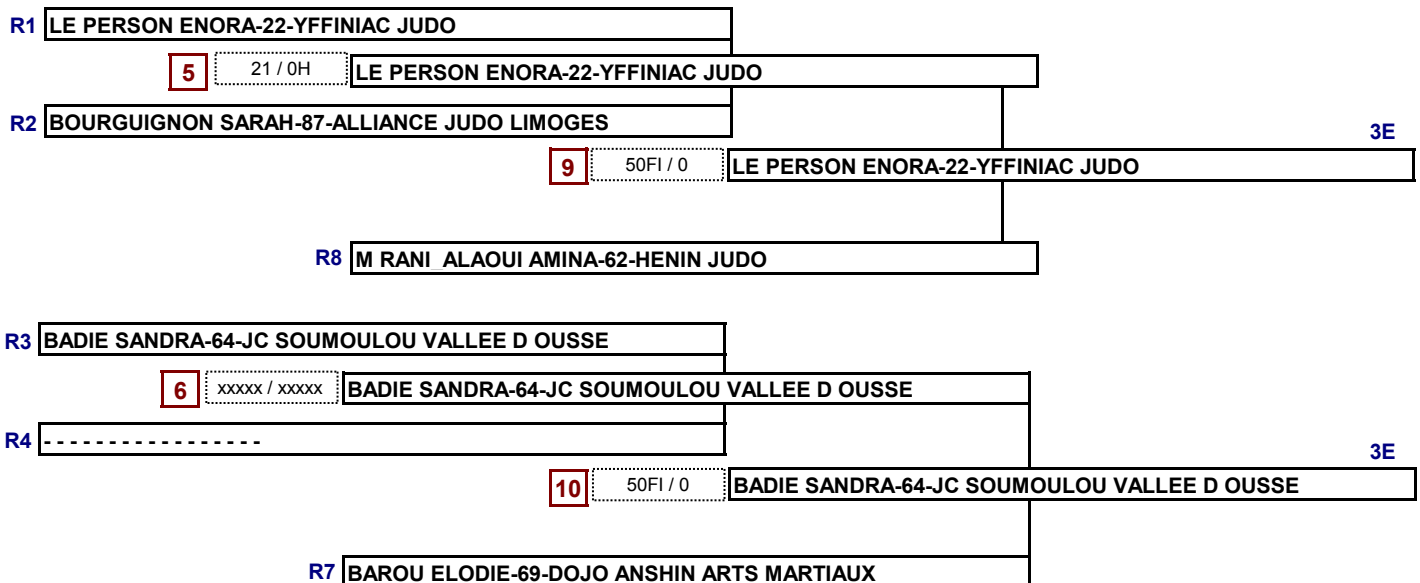 R1 LE PERSON ENORA-22-YFFINIAC JUDO
5 21 / 0H LE PERSON ENORA-22-YFFINIAC JUDO
R2 BOURGUIGNON SARAH-87-ALLIANCE JUDO LIMOGES
3E
9 50FI / 0 LE PERSON ENORA-22-YFFINIAC JUDO
R8 M RANI_ALAOUI AMINA-62-HENIN JUDO
R3 BADIE SANDRA-64-JC SOUMOULOU VALLEE D OUSSE
6 xxxxx / xxxxx BADIE SANDRA-64-JC SOUMOULOU VALLEE D OUSSE
R4 - - - - - - - - - - - - - - - - -
3E
10 50FI / 0 BADIE SANDRA-64-JC SOUMOULOU VALLEE D OUSSE
R7 BAROU ELODIE-69-DOJO ANSHIN ARTS MARTIAUX